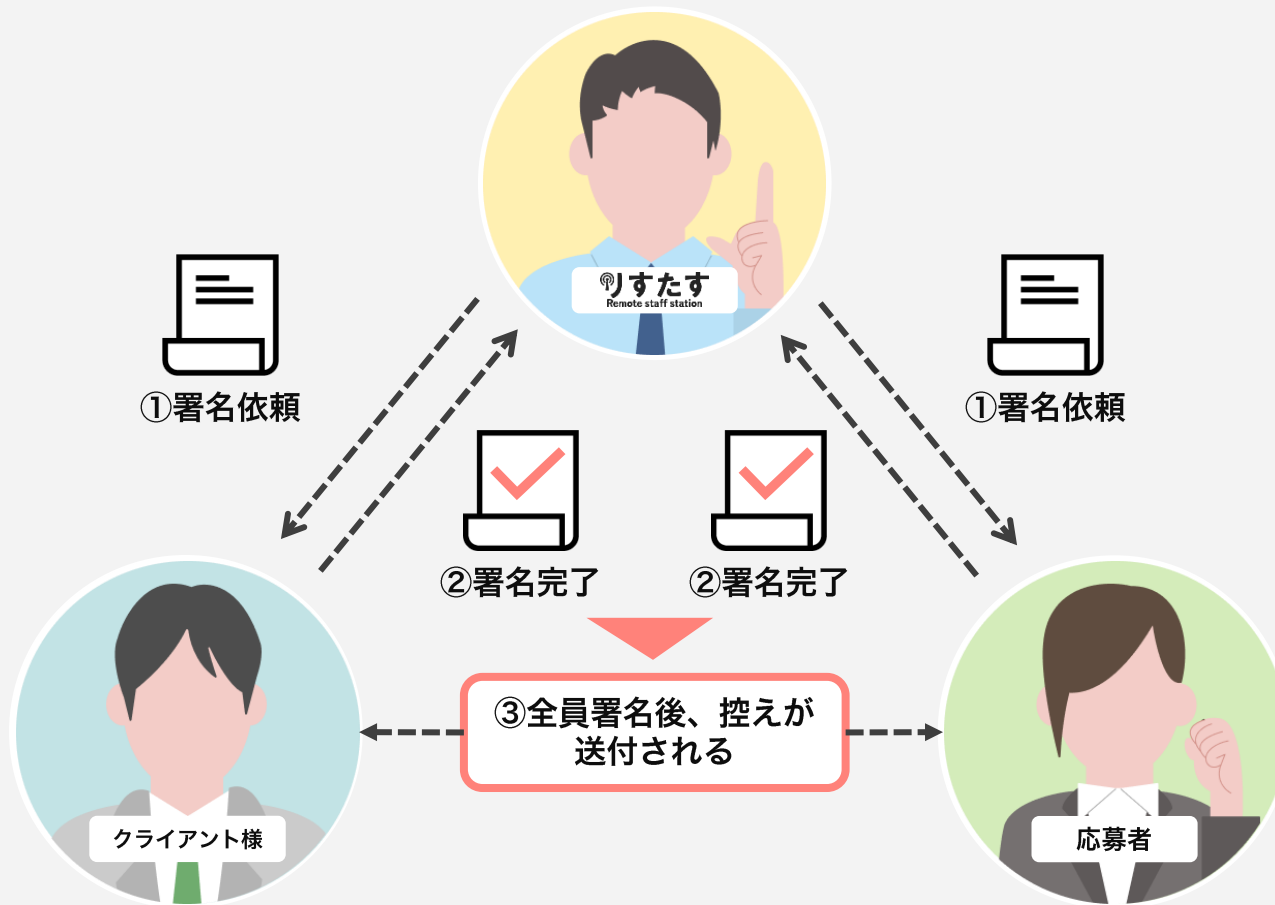 りすたす
Remote staff station
①署名依頼
①署名依頼
②署名完了
②署名完了
③全員署名後、控えが
送付される
クライアント様
応募者